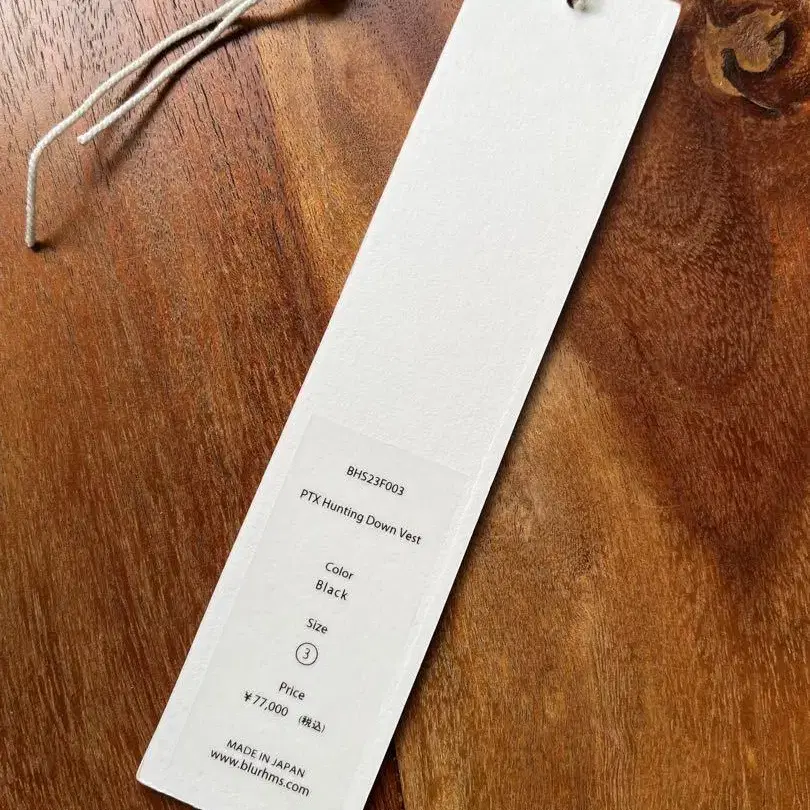 BHS23F003
PTX Hunting Down Vest
Color
Black
Size
3
Price
¥77,000 (税込)
MADE IN JAPAN
www.blurhms.com